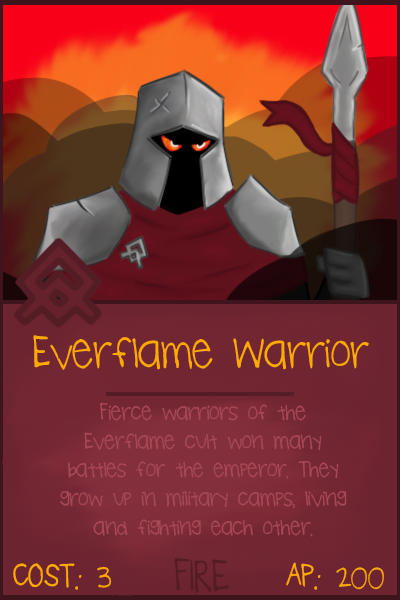 Everflame Warrior
Fierce warriors of the
Everflame cult won many
battles for the emperor. They
grow up in military camps, living
and fighting each other.
COST: 3 FIRE AP: 200